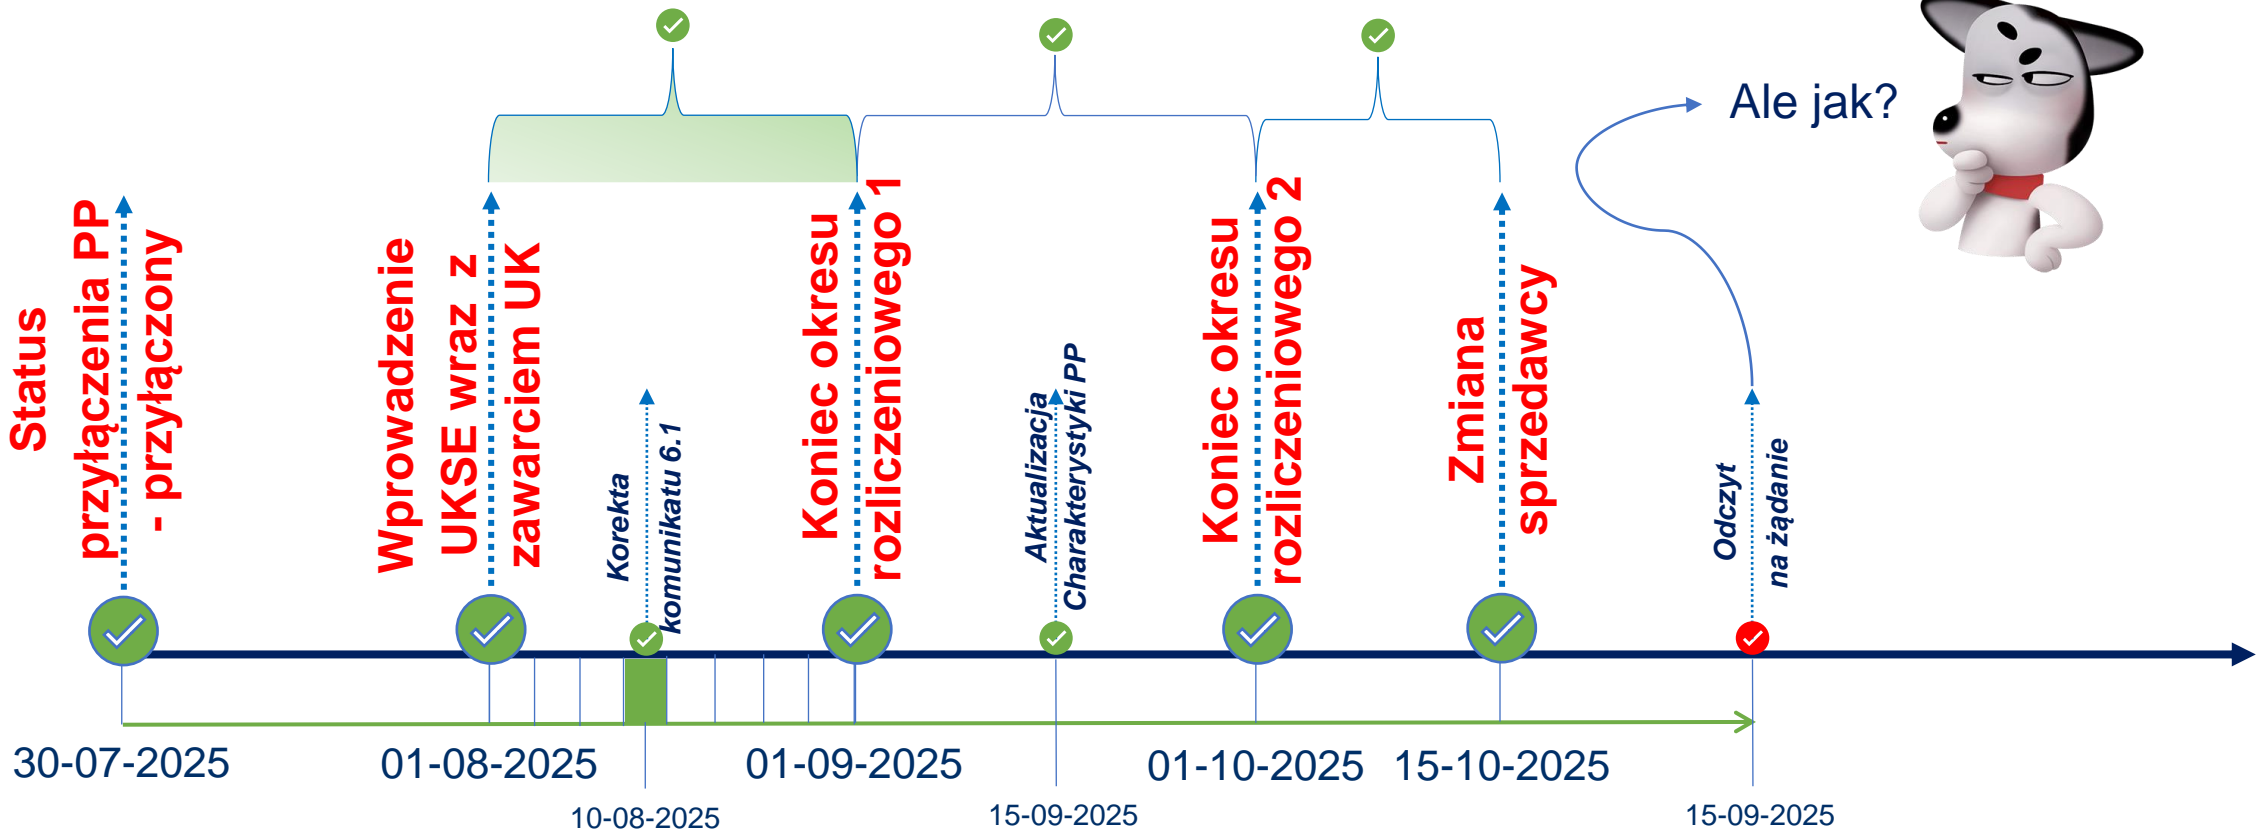 Ale jak?
Status
przyłączenia PP
- przyłączony
Wprowadzenie
UKSE wraz z
zawarciem UK
Korekta
komunikatu 6.1
Koniec okresu
rozliczeniowego 1
Aktualizacja
Charakterystyki PP
Koniec okresu
rozliczeniowego 2
Zmiana
sprzedawcy
Odczyt
na żądanie
30-07-2025
01-08-2025
01-09-2025
01-10-2025
15-10-2025
10-08-2025
15-09-2025
15-09-2025